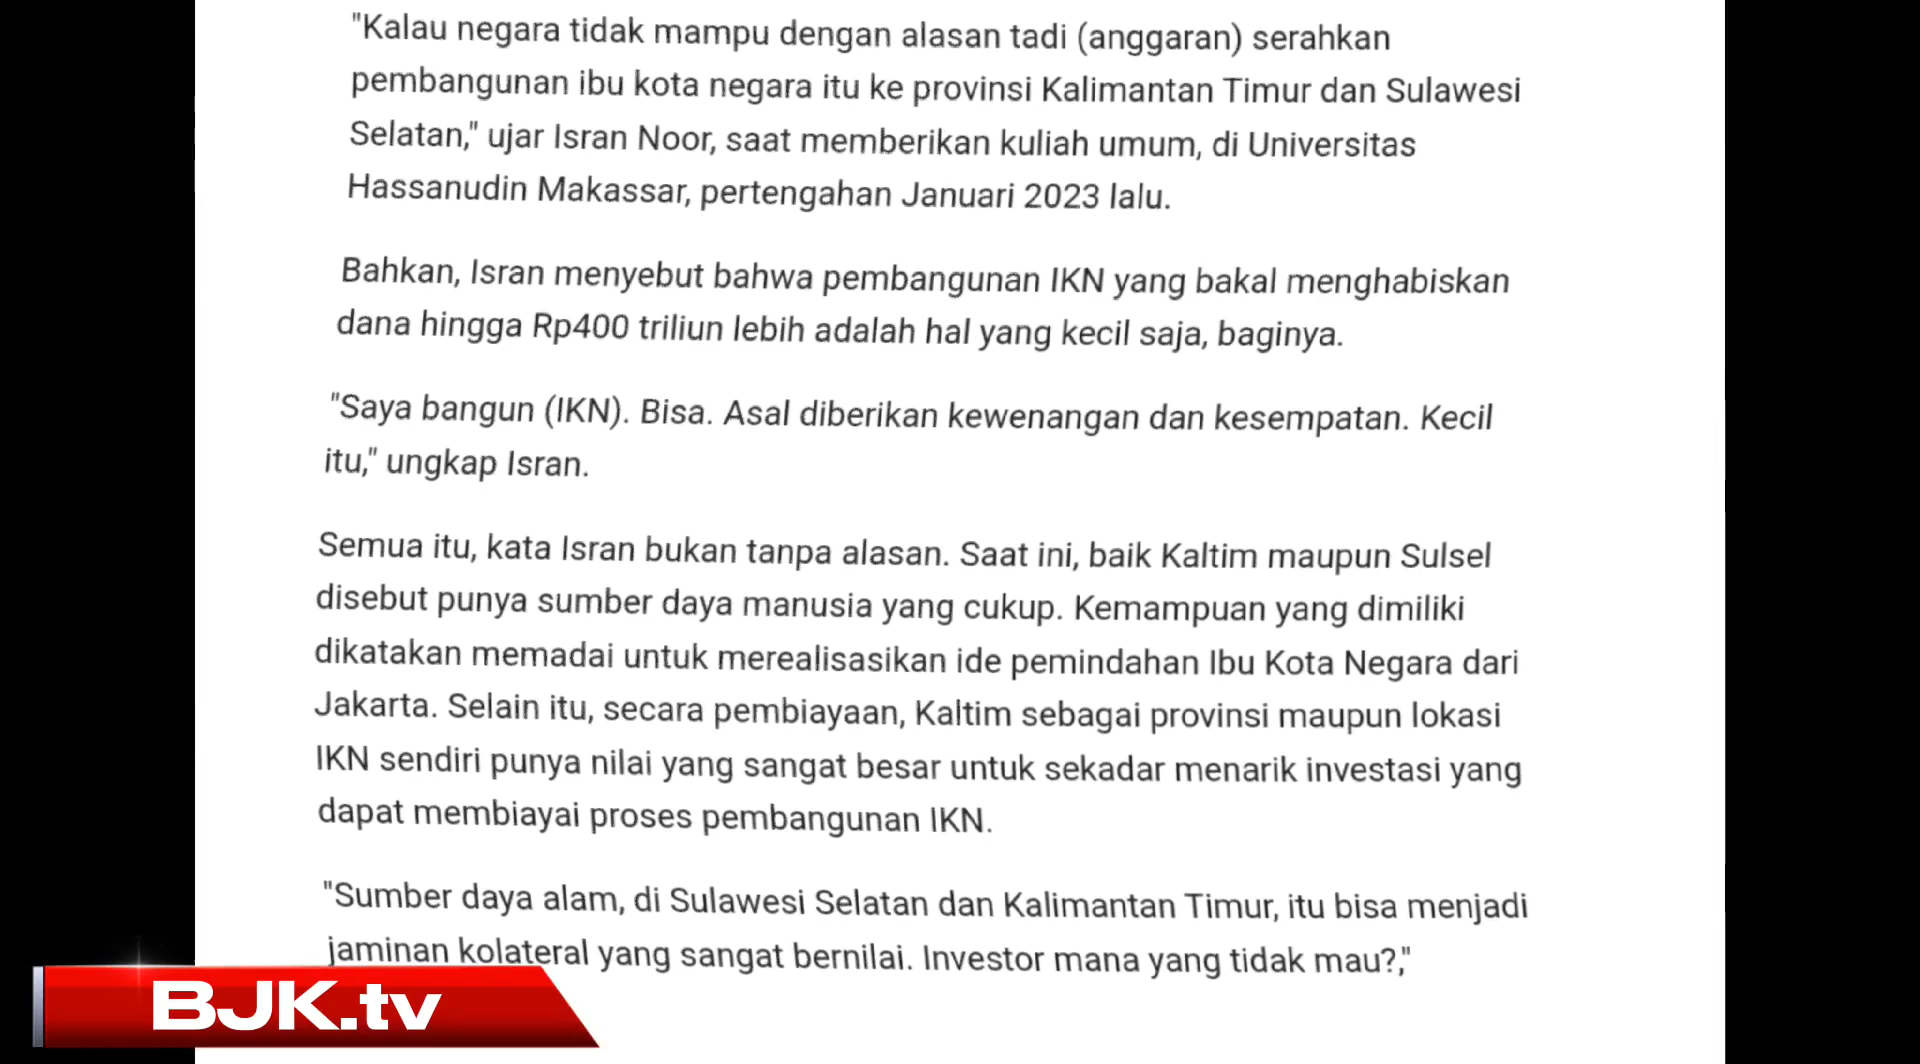 "Kalau negara tidak mampu dengan alasan tadi (anggaran) serahkan
pembangunan ibu kota negara itu ke provinsi Kalimantan Timur dan Sulawesi
Selatan," ujar Isran Noor, saat memberikan kuliah umum, di Universitas
Hassanudin Makassar, pertengahan Januari 2023 lalu.
Bahkan, Isran menyebut bahwa pembangunan IKN yang bakal menghabiskan
dana hingga Rp400 triliun lebih adalah hal yang kecil saja, baginya.
"Saya bangun (IKN). Bisa. Asal diberikan kewenangan dan kesempatan. Kecil
itu," ungkap Isran.
Semua itu, kata Isran bukan tanpa alasan. Saat ini, baik Kaltim maupun Sulsel
disebut punya sumber daya manusia yang cukup. Kemampuan yang dimiliki
dikatakan memadai untuk merealisasikan ide pemindahan Ibu Kota Negara dari
Jakarta. Selain itu, secara pembiayaan, Kaltim sebagai provinsi maupun lokasi
IKN sendiri punya nilai yang sangat besar untuk sekadar menarik investasi yang
dapat membiayai proses pembangunan IKN.
"Sumber daya alam, di Sulawesi Selatan dan Kalimantan Timur, itu bisa menjadi
jaminan kolateral yang sangat bernilai. Investor mana yang tidak mau?,"
BJK.tv